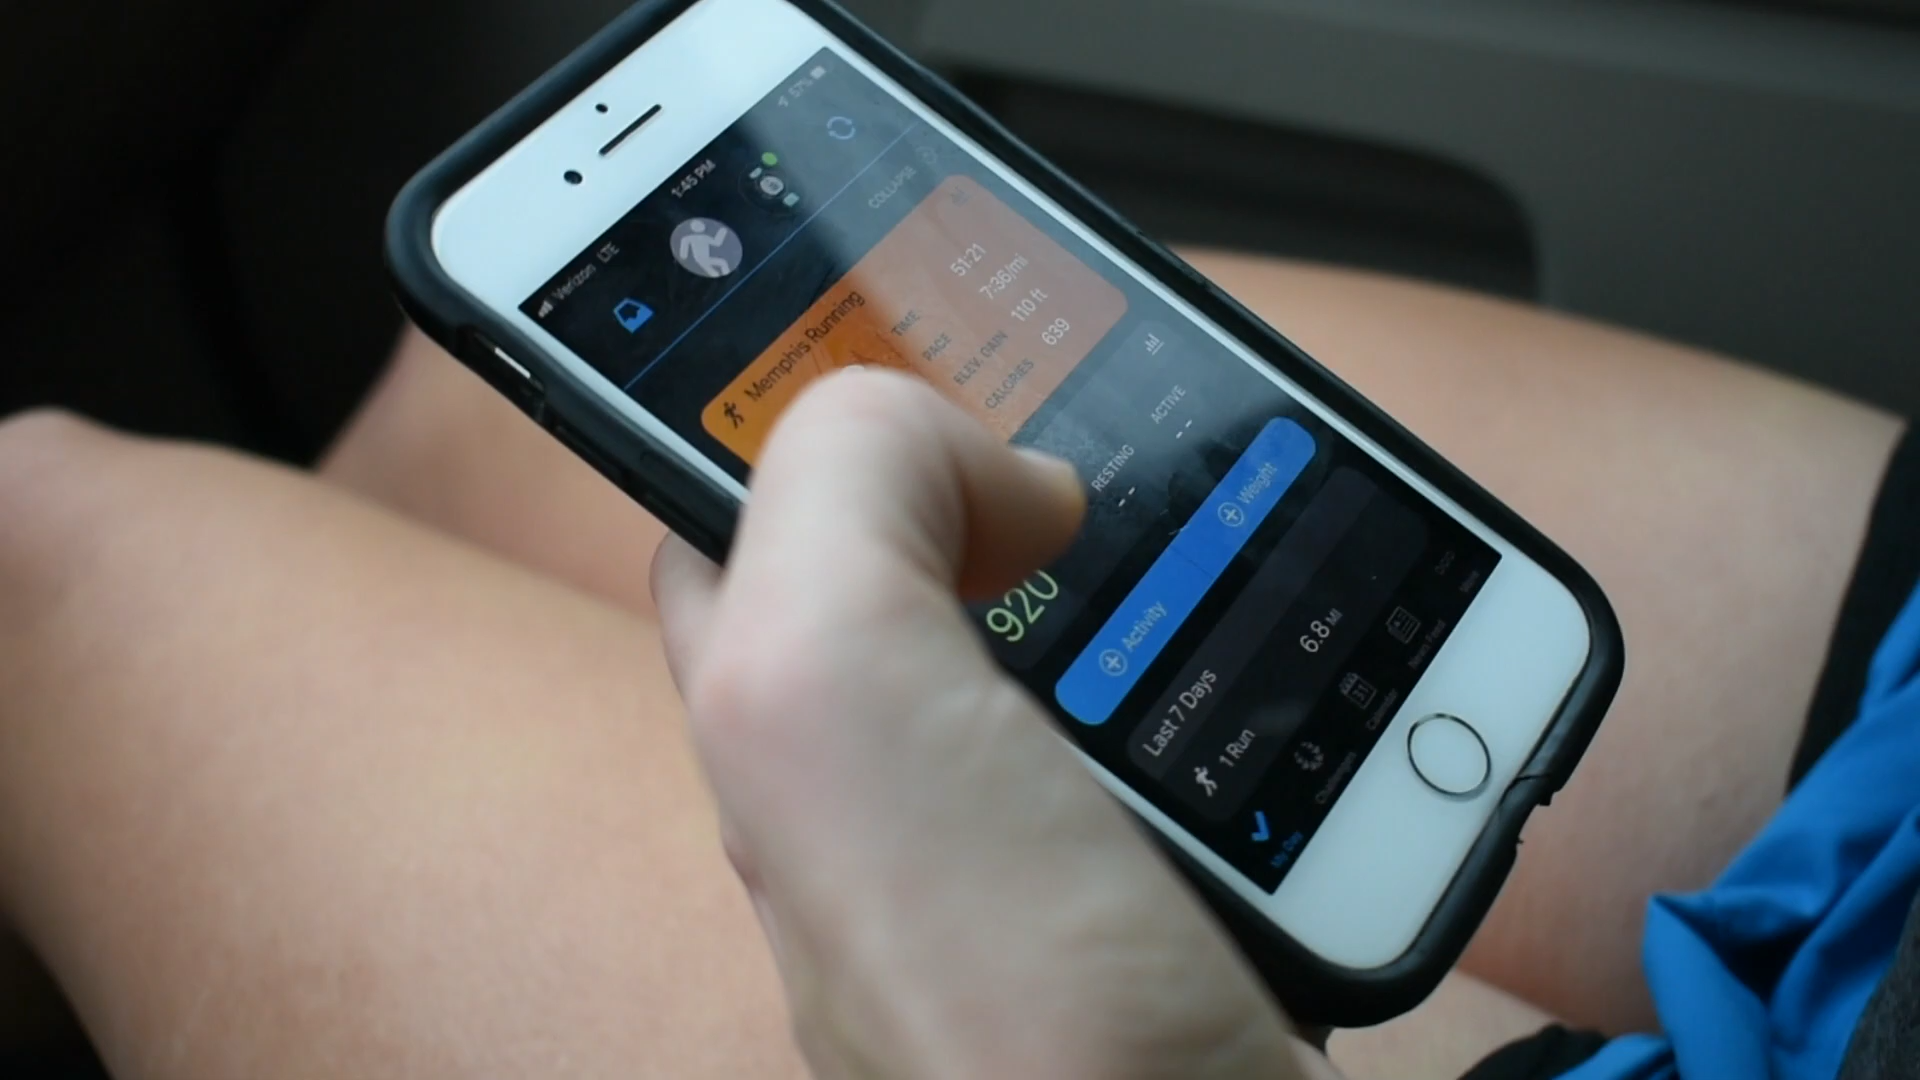 Verizon LTE 1:45 PM 57%
COLLAPSE
Memphis Running
TIME 51:21
PACE 7:36/mi
ELEV. GAIN 110 ft
CALORIES 639
RESTING ACTIVE
-- --
920
Activity Weight
Last 7 Days
1 Run 6.8 MI
31
My Day Challenges Calendar News Feed More